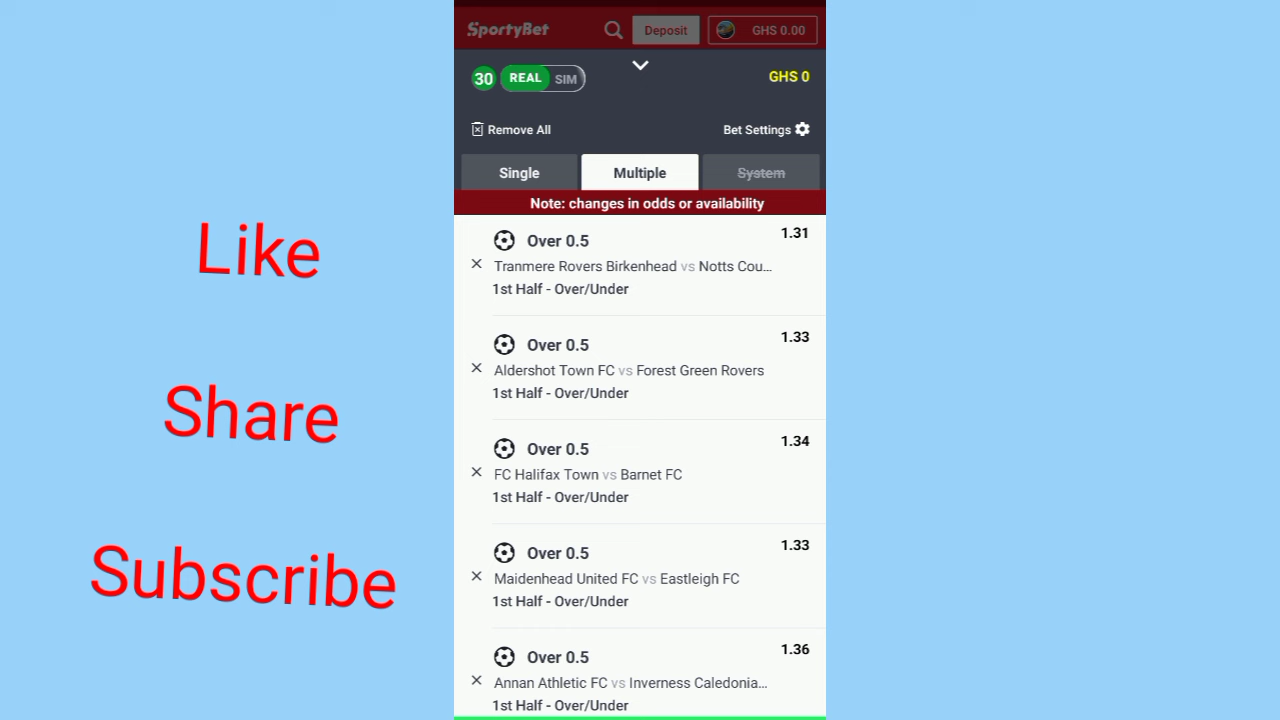 Like
Share
Subscribe
SportyBet
Deposit
GHS 0.00
30
REAL
SIM
GHS 0
Remove All
Bet Settings
Single
Multiple
System
Note: changes in odds or availability
Over 0.5
1.31
Tranmere Rovers Birkenhead vs Notts Cou...
1st Half - Over/Under
Over 0.5
1.33
Aldershot Town FC vs Forest Green Rovers
1st Half - Over/Under
Over 0.5
1.34
FC Halifax Town vs Barnet FC
1st Half - Over/Under
Over 0.5
1.33
Maidenhead United FC vs Eastleigh FC
1st Half - Over/Under
Over 0.5
1.36
Annan Athletic FC vs Inverness Caledonia...
1st Half - Over/Under